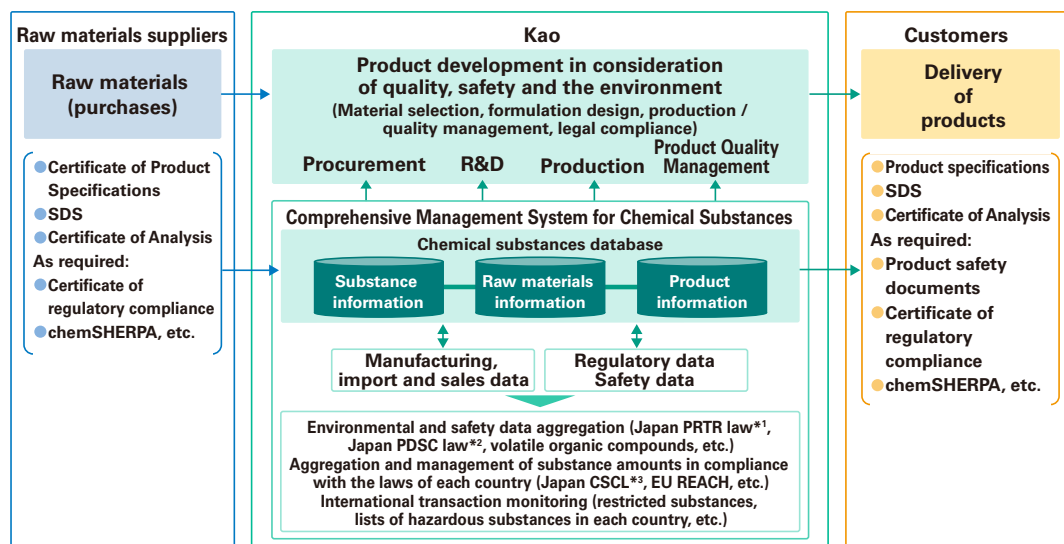 Raw materials suppliers
Raw materials
(purchases)
Certificate of Product
Specifications
SDS
Certificate of Analysis
As required:
Certificate of
regulatory compliance
chemSHERPA, etc.
Kao
Product development in consideration
of quality, safety and the environment
(Material selection, formulation design, production /
quality management, legal compliance)
Procurement
R&D
Production
Product Quality
Management
Comprehensive Management System for Chemical Substances
Chemical substances database
Substance
information
Raw materials
information
Product
information
Manufacturing,
import and sales data
Regulatory data
Safety data
Environmental and safety data aggregation (Japan PRTR law*1,
Japan PDSC law*2, volatile organic compounds, etc.)
Aggregation and management of substance amounts in compliance
with the laws of each country (Japan CSCL*3, EU REACH, etc.)
International transaction monitoring (restricted substances,
lists of hazardous substances in each country, etc.)
Customers
Delivery
of
products
Product specifications
SDS
Certificate of Analysis
As required:
Product safety
documents
Certificate of
regulatory
compliance
chemSHERPA, etc.